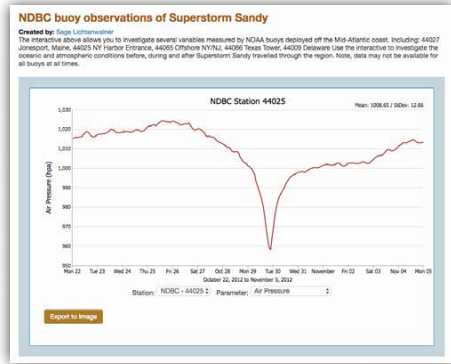 NDBC buoy observations of Superstorm Sandy
Created by: Sage Lichtenwalner
The interactive above allows you to investigate several variables measured by NOAA buoys deployed off the Mid-Atlantic coast. Including: 44027
Jonesport, Maine, 44025 NY Harbor Entrance, 44065 Offshore NY/NJ, 44066 Texas Tower, 44009 Delaware Use the interactive to investigate the
oceanic and atmospheric conditions before, during and after Superstorm Sandy travelled through the region. Note, data may not be available for
all buoys at all times.
NDBC Station 44025
Mean: 1008.65 / StDev: 12.66
Air Pressure (hpa)
1,030
1,020
1,010
1,000
990
980
970
960
950
Mon 22 Tue 23 Wed 24 Thu 25 Fri 26 Sat 27 Oct 28 Mon 29 Tue 30 Wed 31 November Fri 02 Sat 03 Nov 04 Mon 05
October 22, 2012 to November 5, 2012
Station: NDBC - 44025 Parameter: Air Pressure
Export to Image